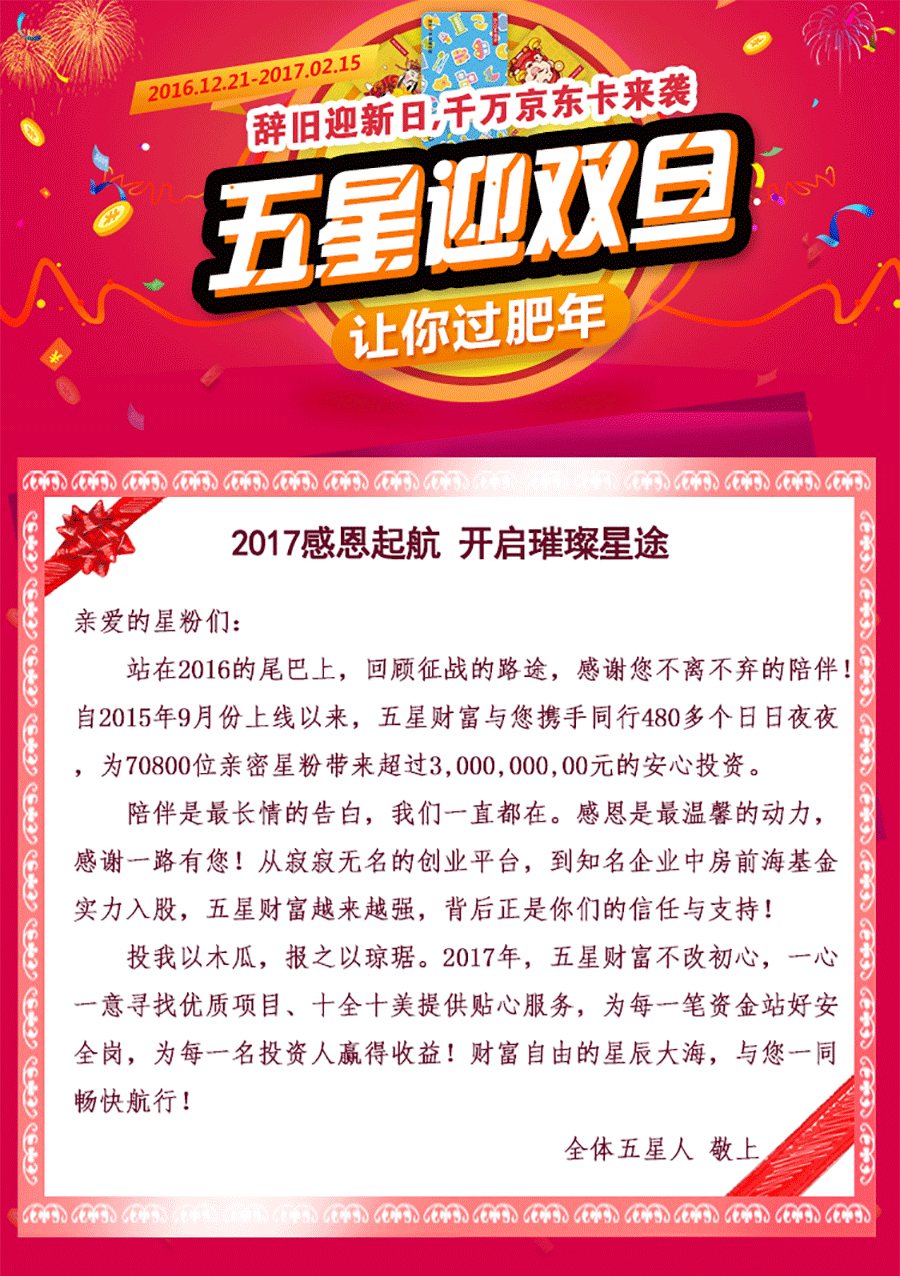 2016.12.21-2017.02.15
辞旧迎新日,千万京东卡来袭
五星迎双旦
让你过肥年
2017感恩起航 开启璀璨星途
亲爱的星粉们：
站在2016的尾巴上，回顾征战的路途，感谢您不离不弃的陪伴！
自2015年9月份上线以来，五星财富与您携手同行480多个日日夜夜
，为70800位亲密星粉带来超过3,000,000,00元的安心投资。
陪伴是最长情的告白，我们一直都在。感恩是最温馨的动力，
感谢一路有您！从寂寂无名的创业平台，到知名企业中房前海基金
实力入股，五星财富越来越强，背后正是你们的信任与支持！
投我以木瓜，报之以琼琚。2017年，五星财富不改初心，一心
一意寻找优质项目、十全十美提供贴心服务，为每一笔资金站好安
全岗，为每一名投资人赢得收益！财富自由的星辰大海，与您一同
畅快航行！
全体五星人 敬上